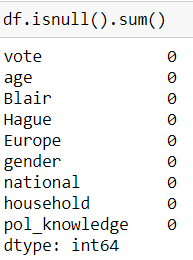 df.isnull().sum()
vote 0
age 0
Blair 0
Hague 0
Europe 0
gender 0
national 0
household 0
pol_knowledge 0
dtype: int64